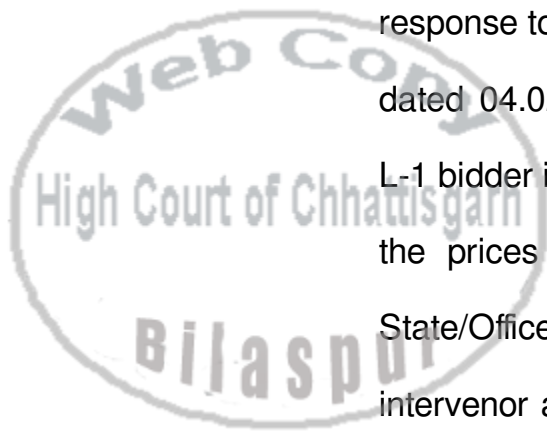 response to
dated 04.0
L-1 bidder i
the prices
State/Office
intervenor a
Web Copy
High Court of Chhattisgarh
Bilaspur